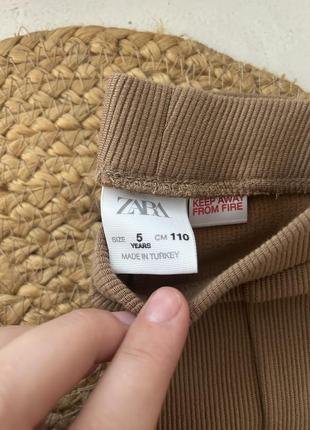 ZARA
SIZE 5 CM 110
YEARS
MADE IN TURKEY
KEEP AWAY
FROM FIRE